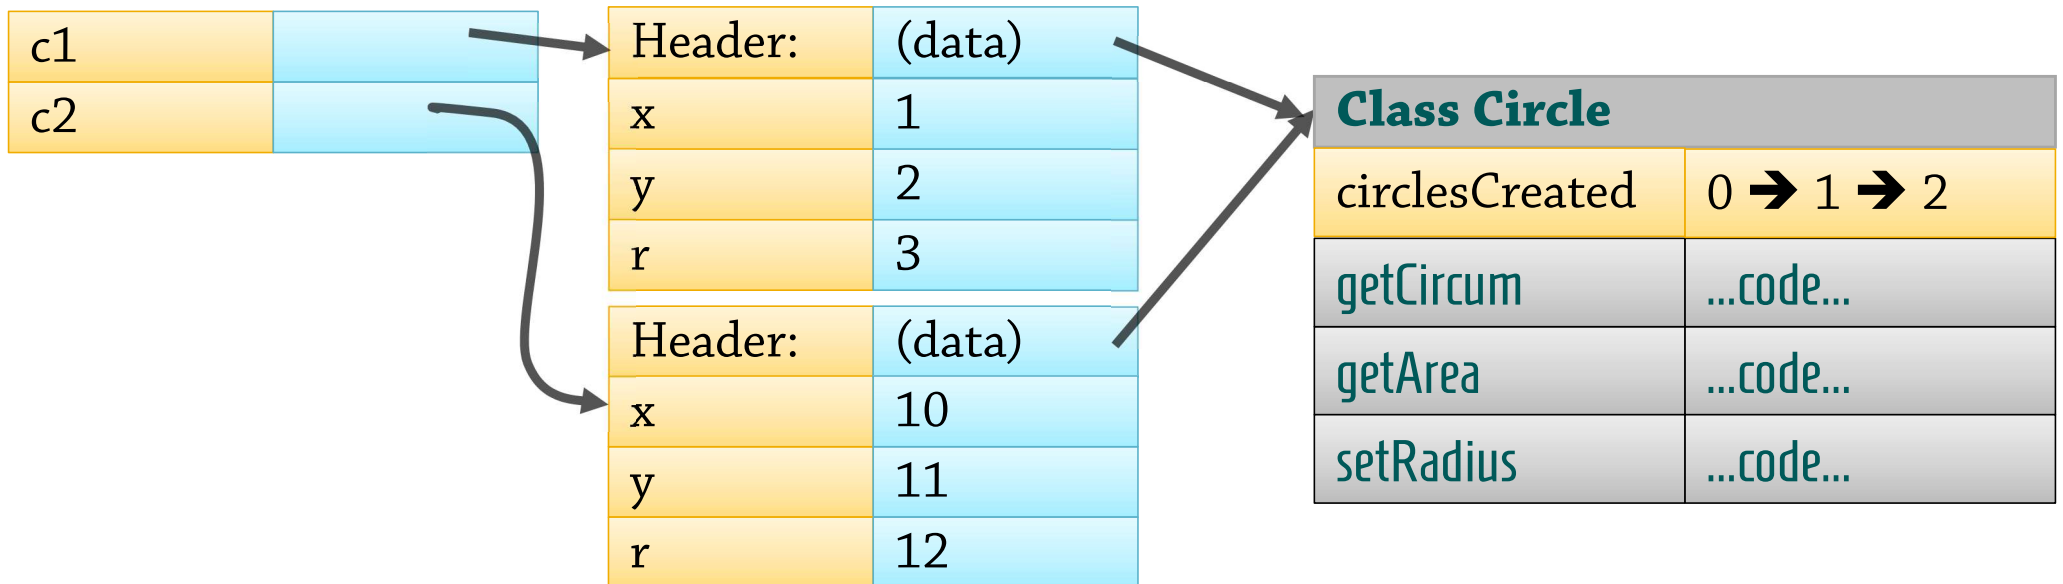 c1
c2
Header: (data)
x 1
y 2
r 3
Header: (data)
x 10
y 11
r 12
Class Circle
circlesCreated 0 ➔ 1 ➔ 2
getCircum ...code...
getArea ...code...
setRadius ...code...